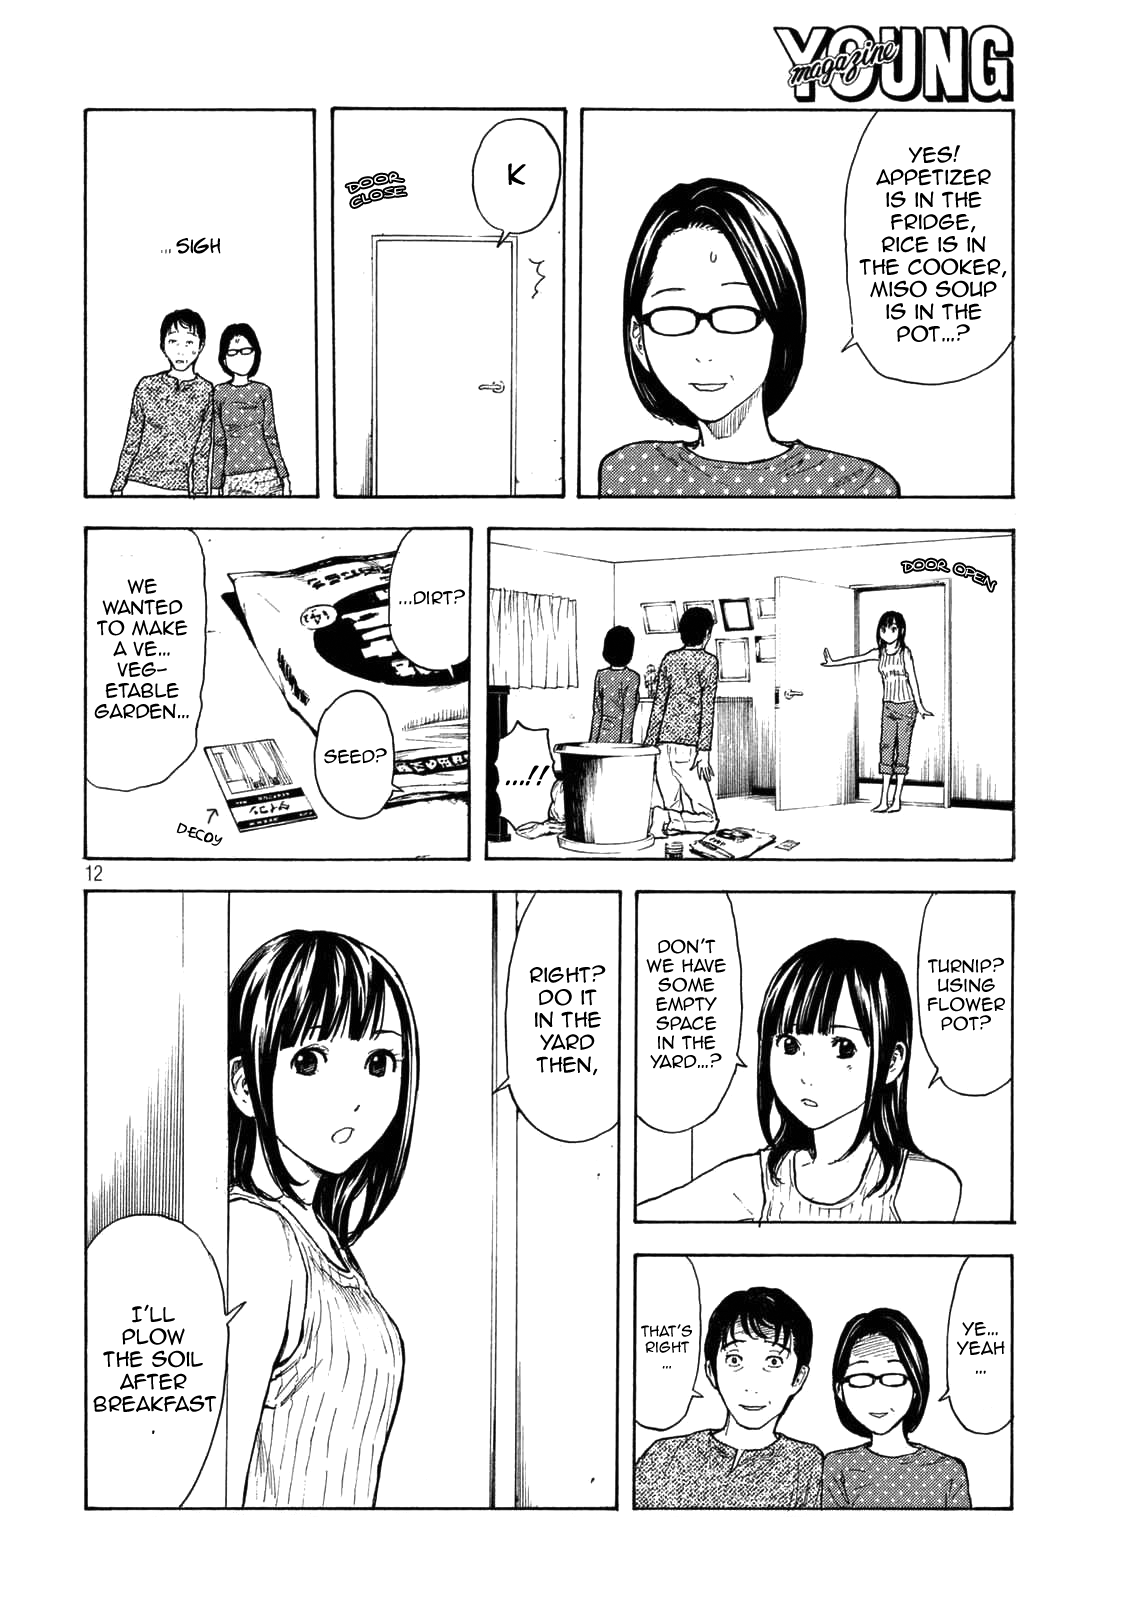 YOUNG
magazine
YES!
APPETIZER
IS IN THE
FRIDGE,
RICE IS IN
THE COOKER,
MISO SOUP
IS IN THE
POT...?
K
DOOR
CLOSE
... SIGH
DOOR OPEN
...!!
...DIRT?
SEED?
WE
WANTED
TO MAKE
A VE...
VEG-
ETABLE
GARDEN...
DECOY
12
TURNIP?
USING
FLOWER
POT?
DON'T
WE HAVE
SOME
EMPTY
SPACE
IN THE
YARD...?
YE...
YEAH
...
THAT'S
RIGHT
...
RIGHT?
DO IT
IN THE
YARD
THEN,
I'LL
PLOW
THE SOIL
AFTER
BREAKFAST
.